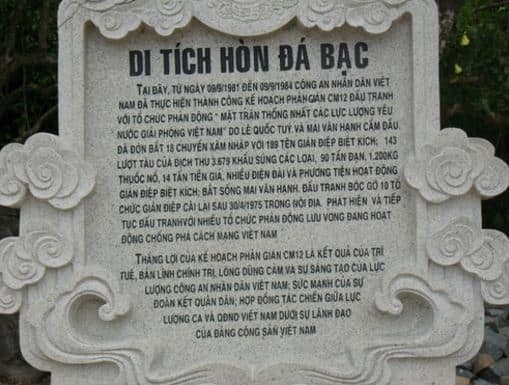 DI TÍCH HÒN ĐÁ BẠC
TẠI ĐÂY, TỪ NGÀY 09/9/1981 ĐẾN 09/9/1984 CÔNG AN NHÂN DÂN VIỆT
NAM ĐÃ THỰC HIỆN THÀNH CÔNG KẾ HOẠCH PHẢN GIÁN CM12 ĐẤU TRANH
VỚI TỔ CHỨC PHẢN ĐỘNG " MẶT TRẬN THỐNG NHẤT CÁC LỰC LƯỢNG YÊU
NƯỚC GIẢI PHÓNG VIỆT NAM" DO LÊ QUỐC TUÝ VÀ MAI VĂN HẠNH CẦM ĐẦU.
ĐÃ ĐÓN BẮT 18 CHUYẾN XÂM NHẬP VỚI 189 TÊN GIÁN ĐIỆP BIỆT KÍCH; 143
LƯỢT TÀU CỦA ĐỊCH THU 3.679 KHẨU SÚNG CÁC LOẠI, 90 TẤN ĐẠN, 1.200KG
THUỐC NỔ, 14 TẤN TIỀN GIẢ, NHIỀU ĐIỆN ĐÀI VÀ PHƯƠNG TIỆN HOẠT ĐỘNG
GIÁN ĐIỆP BIỆT KÍCH; BẮT SỐNG MAI VĂN HẠNH. ĐẤU TRANH BÓC GỠ 10 TỔ
CHỨC GIÁN ĐIỆP CÀI LẠI SAU 30/4/1975 TRONG NỘI ĐỊA. PHÁT HIỆN VÀ TIẾP
TỤC ĐẤU TRANHVỚI NHIỀU TỔ CHỨC PHẢN ĐỘNG LƯU VONG ĐANG HOẠT
ĐỘNG CHỐNG PHÁ CÁCH MẠNG VIỆT NAM
THẮNG LỢI CỦA KẾ HOẠCH PHẢN GIÁN CM12 LÀ KẾT QUẢ CỦA TRÍ
TUỆ, BẢN LĨNH CHÍNH TRỊ, LÒNG DŨNG CẢM VÀ SỰ SÁNG TẠO CỦA LỰC
LƯỢNG CÔNG AN NHÂN DÂN VIỆT NAM; SỨC MẠNH CỦA SỰ
ĐOÀN KẾT QUÂN DÂN; HỢP ĐỒNG TÁC CHIẾN GIỮA LỰC
LƯỢNG CA VÀ QĐND VIỆT NAM DƯỚI SỰ LÃNH ĐẠO
CỦA ĐẢNG CỘNG SẢN VIỆT NAM